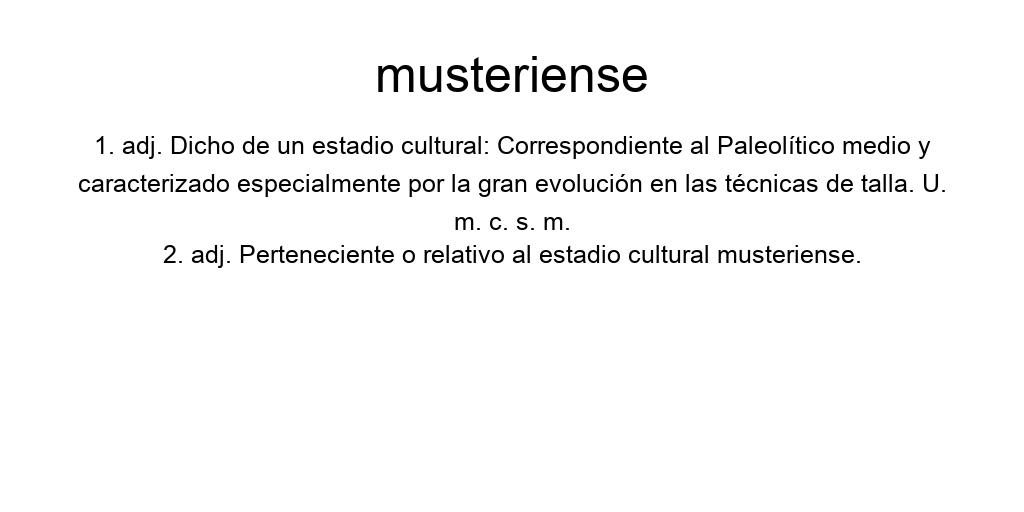 musteriense
1. adj. Dicho de un estadio cultural: Correspondiente al Paleolítico medio y
caracterizado especialmente por la gran evolución en las técnicas de talla. U.
m. c. s. m.
2. adj. Perteneciente o relativo al estadio cultural musteriense.